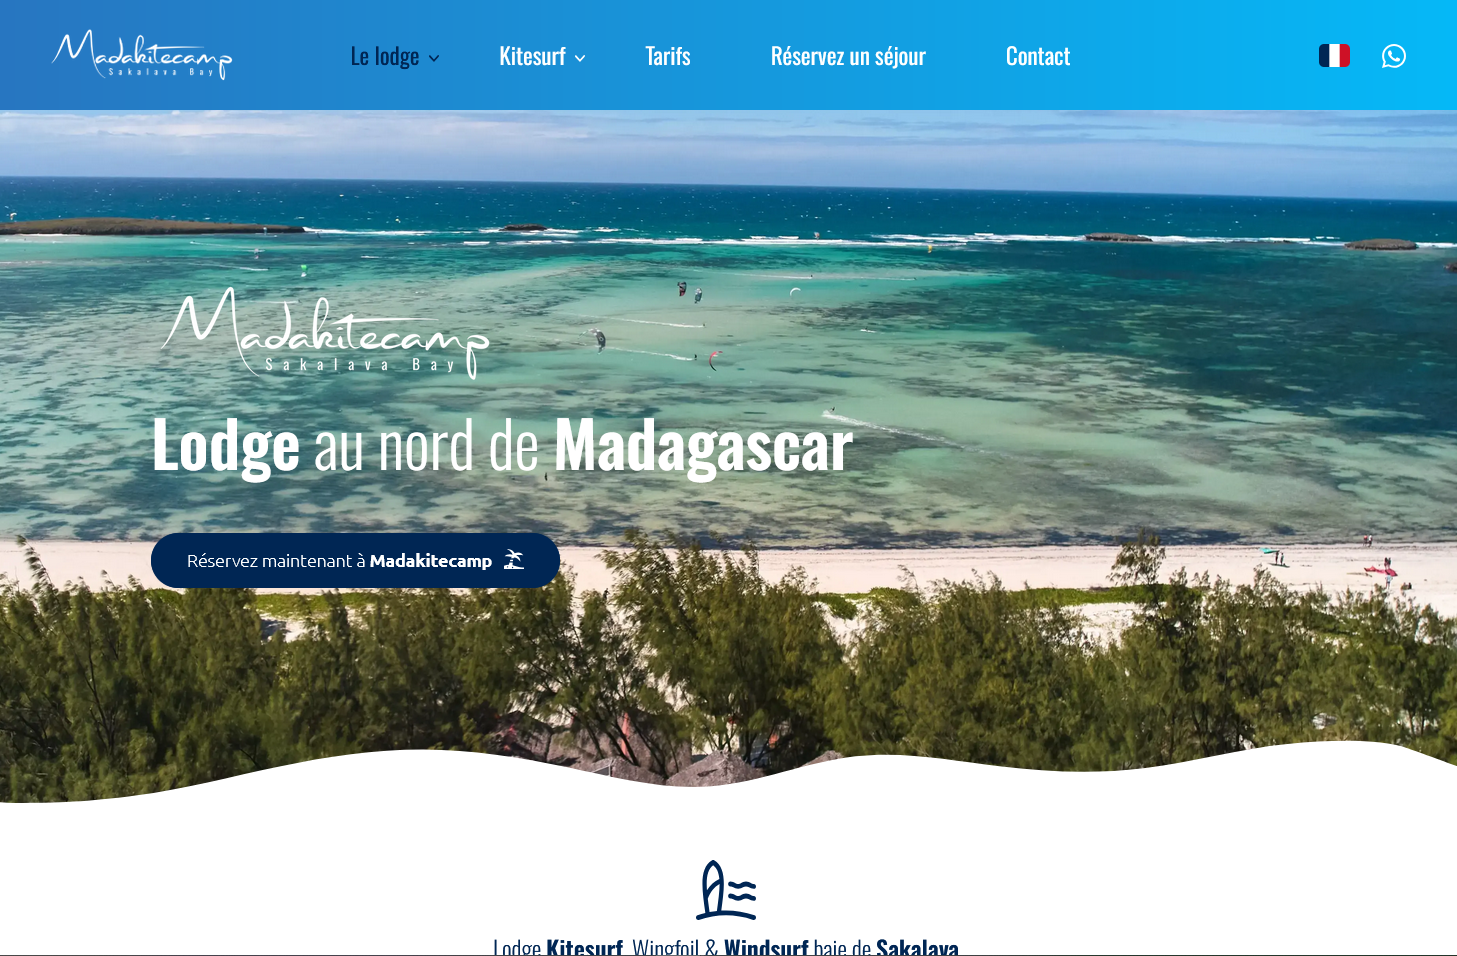 Madakitecamp
Sakalava Bay
Le lodge
Kitesurf
Tarifs
Réservez un séjour
Contact
Madakitecamp
Sakalava Bay
Lodge au nord de Madagascar
Réservez maintenant à Madakitecamp
Lodge Kitesurf, Wingfoil & Windsurf baie de Sakalava